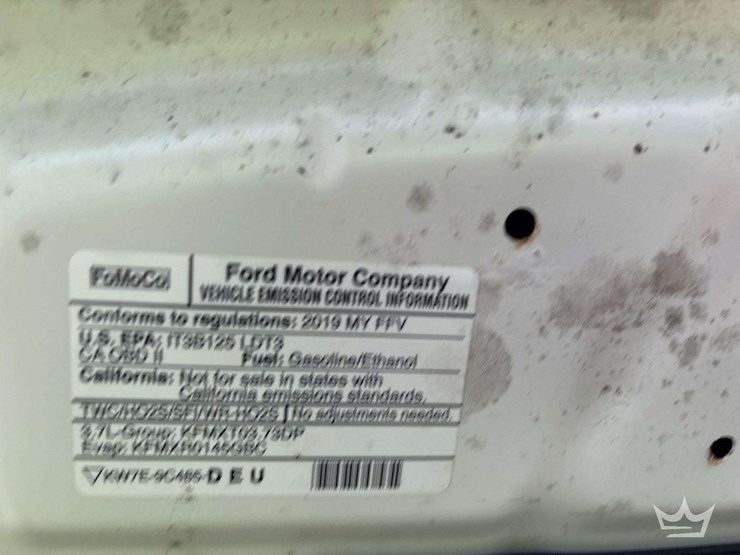 FoMoCo
Ford Motor Company
VEHICLE EMISSION CONTROL INFORMATION
Conforms to regulations: 2019 MY FFV
U.S. EPA: T3B125 LDT3
CA OBD II Fuel: Gasoline/Ethanol
California: Not for sale in states with
California emissions standards.
TWC/HO2S/SFI/WR-HO2S No adjustments needed.
3.7L-Group: KFMXT03.73DP
Evap: KFMXR0145GBC
KW7E-9C485-D E U